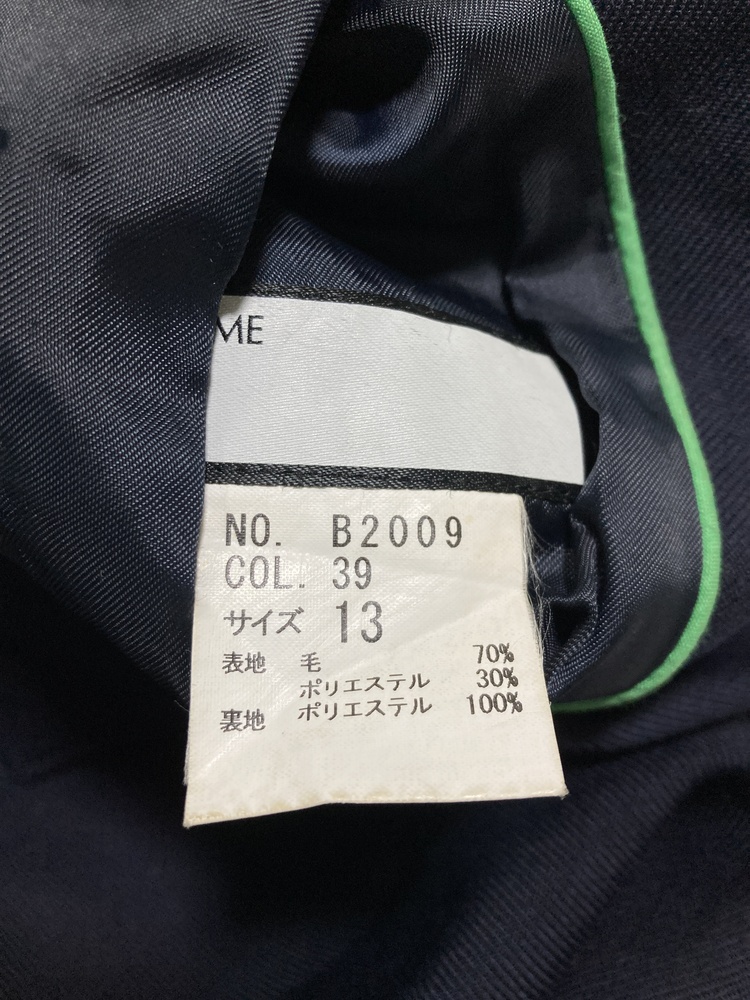 ME
NO. B2009
COL. 39
サイズ 13
表地 毛 70%
ポリエステル 30%
裏地 ポリエステル 100%